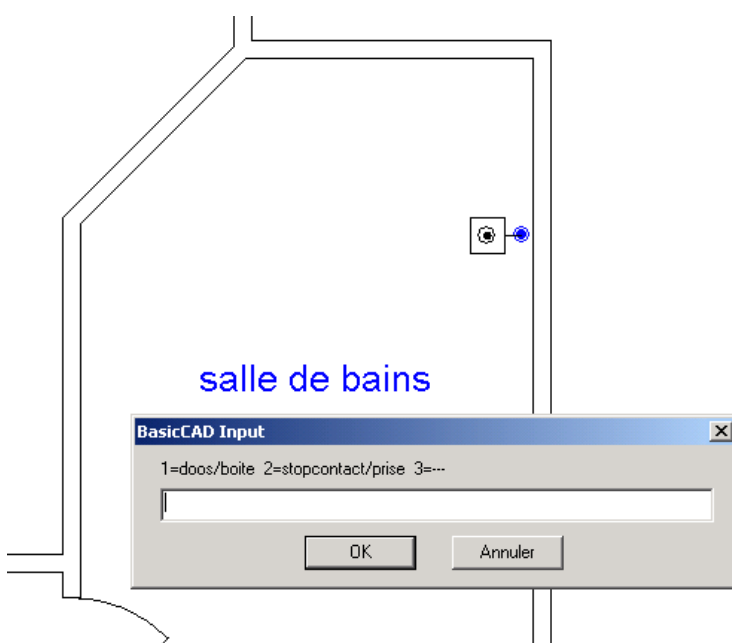 salle de bains
BasicCAD Input
1=doos/boite 2=stopcontact/prise 3=---
OK
Annuler